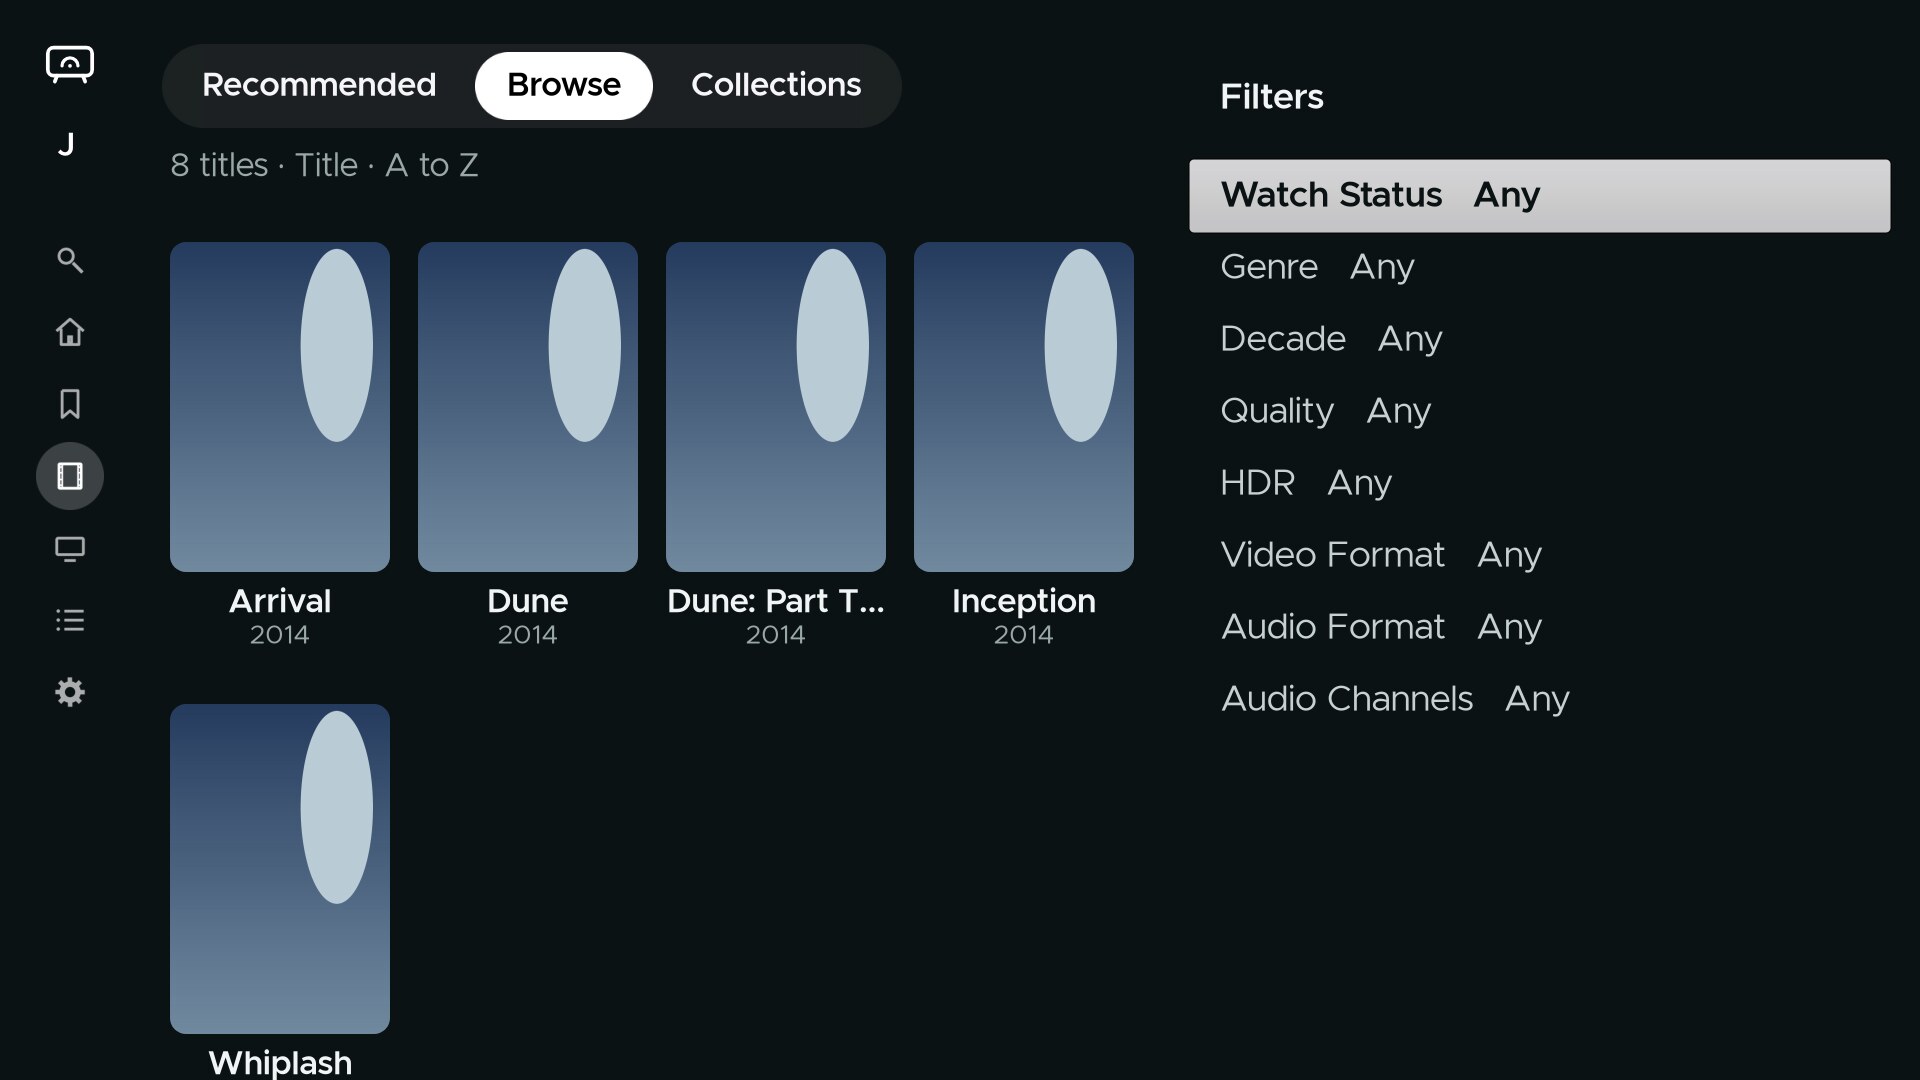 J
Recommended Browse Collections
8 titles · Title · A to Z
Arrival
2014
Dune
2014
Dune: Part T...
2014
Inception
2014
Whiplash
Filters
Watch Status Any
Genre Any
Decade Any
Quality Any
HDR Any
Video Format Any
Audio Format Any
Audio Channels Any